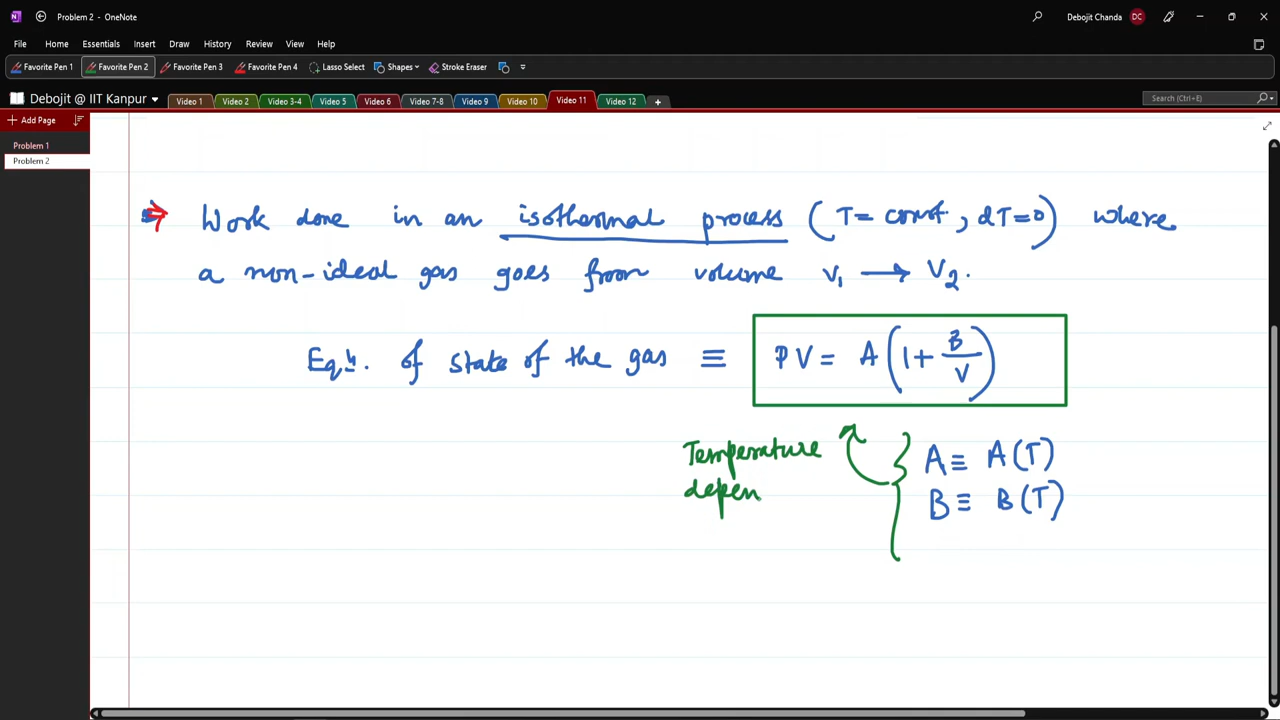 Problem 2 - OneNote
Debojit Chanda DC
File Home Essentials Insert Draw History Review View Help
Favorite Pen 1 Favorite Pen 2 Favorite Pen 3 Favorite Pen 4 Lasso Select Shapes Stroke Eraser
Debojit @ IIT Kanpur Video 1 Video 2 Video 3-4 Video 5 Video 6 Video 7-8 Video 9 Video 10 Video 11 Video 12 + Search (Ctrl+E)
+ Add Page
Problem 1
Problem 2
⇒ Work done in an isothermal process (T = const, dT=0) where
a non-ideal gas goes from volume V₁ → V₂.
Eqn. of state of the gas ≡ PV = A(1 + B/V)
Temperature A ≡ A(T)
depen B ≡ B(T)